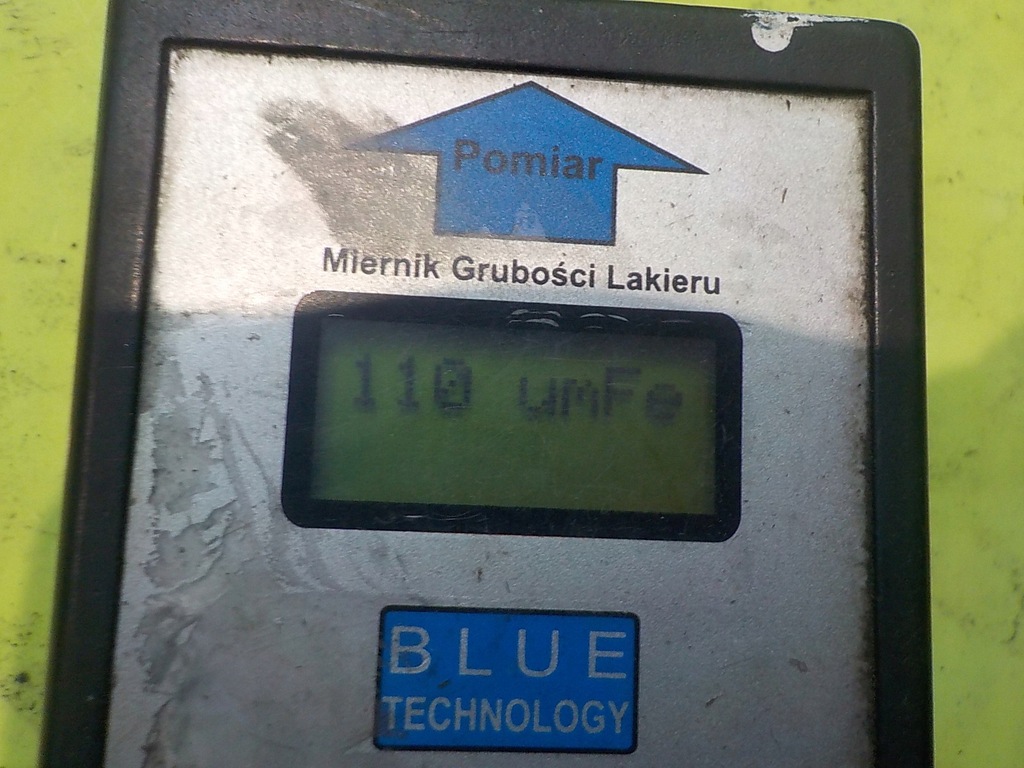 Pomiar
Miernik Grubości Lakieru
110 umFe
BLUE
TECHNOLOGY